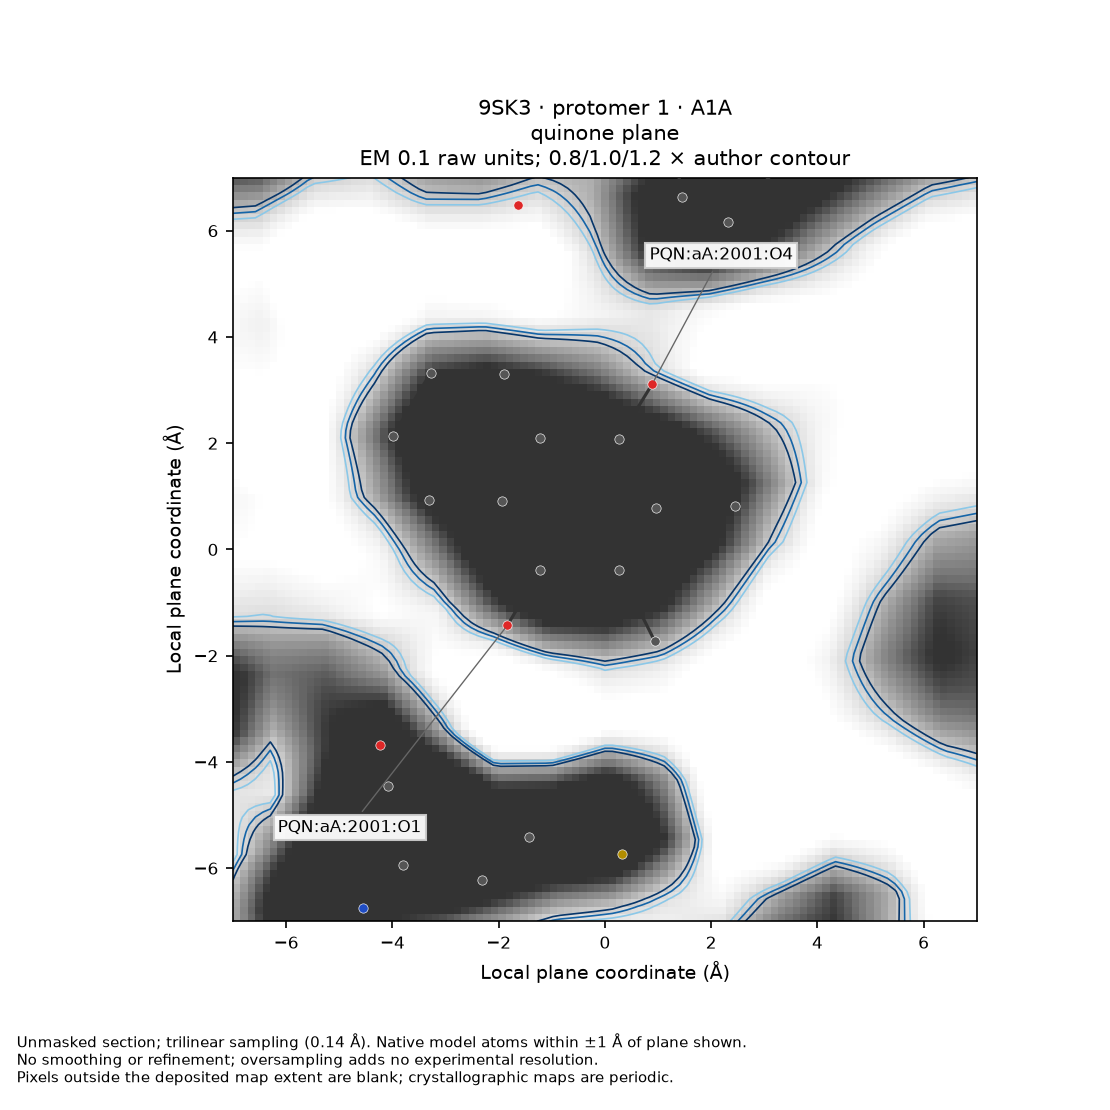 9SK3 · protomer 1 · A1A
quinone plane
EM 0.1 raw units; 0.8/1.0/1.2 × author contour
PQN:aA:2001:O4
PQN:aA:2001:O1
Local plane coordinate (Å)
6
4
2
0
−2
−4
−6
−6 −4 −2 0 2 4 6
Local plane coordinate (Å)
Unmasked section; trilinear sampling (0.14 Å). Native model atoms within ±1 Å of plane shown.
No smoothing or refinement; oversampling adds no experimental resolution.
Pixels outside the deposited map extent are blank; crystallographic maps are periodic.